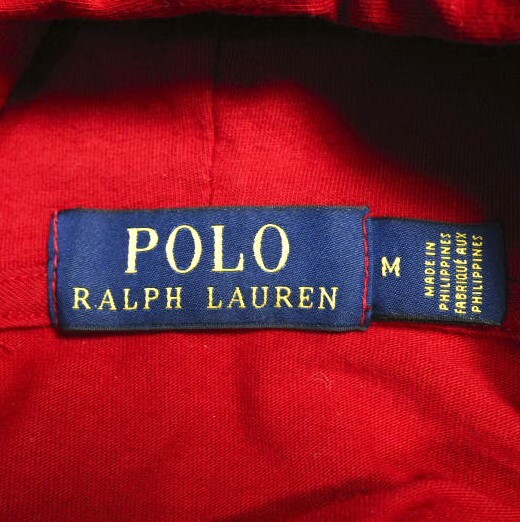 POLO
RALPH LAUREN
M
MADE IN
PHILIPPINES
FABRIQUÉ AUX
PHILIPPINES